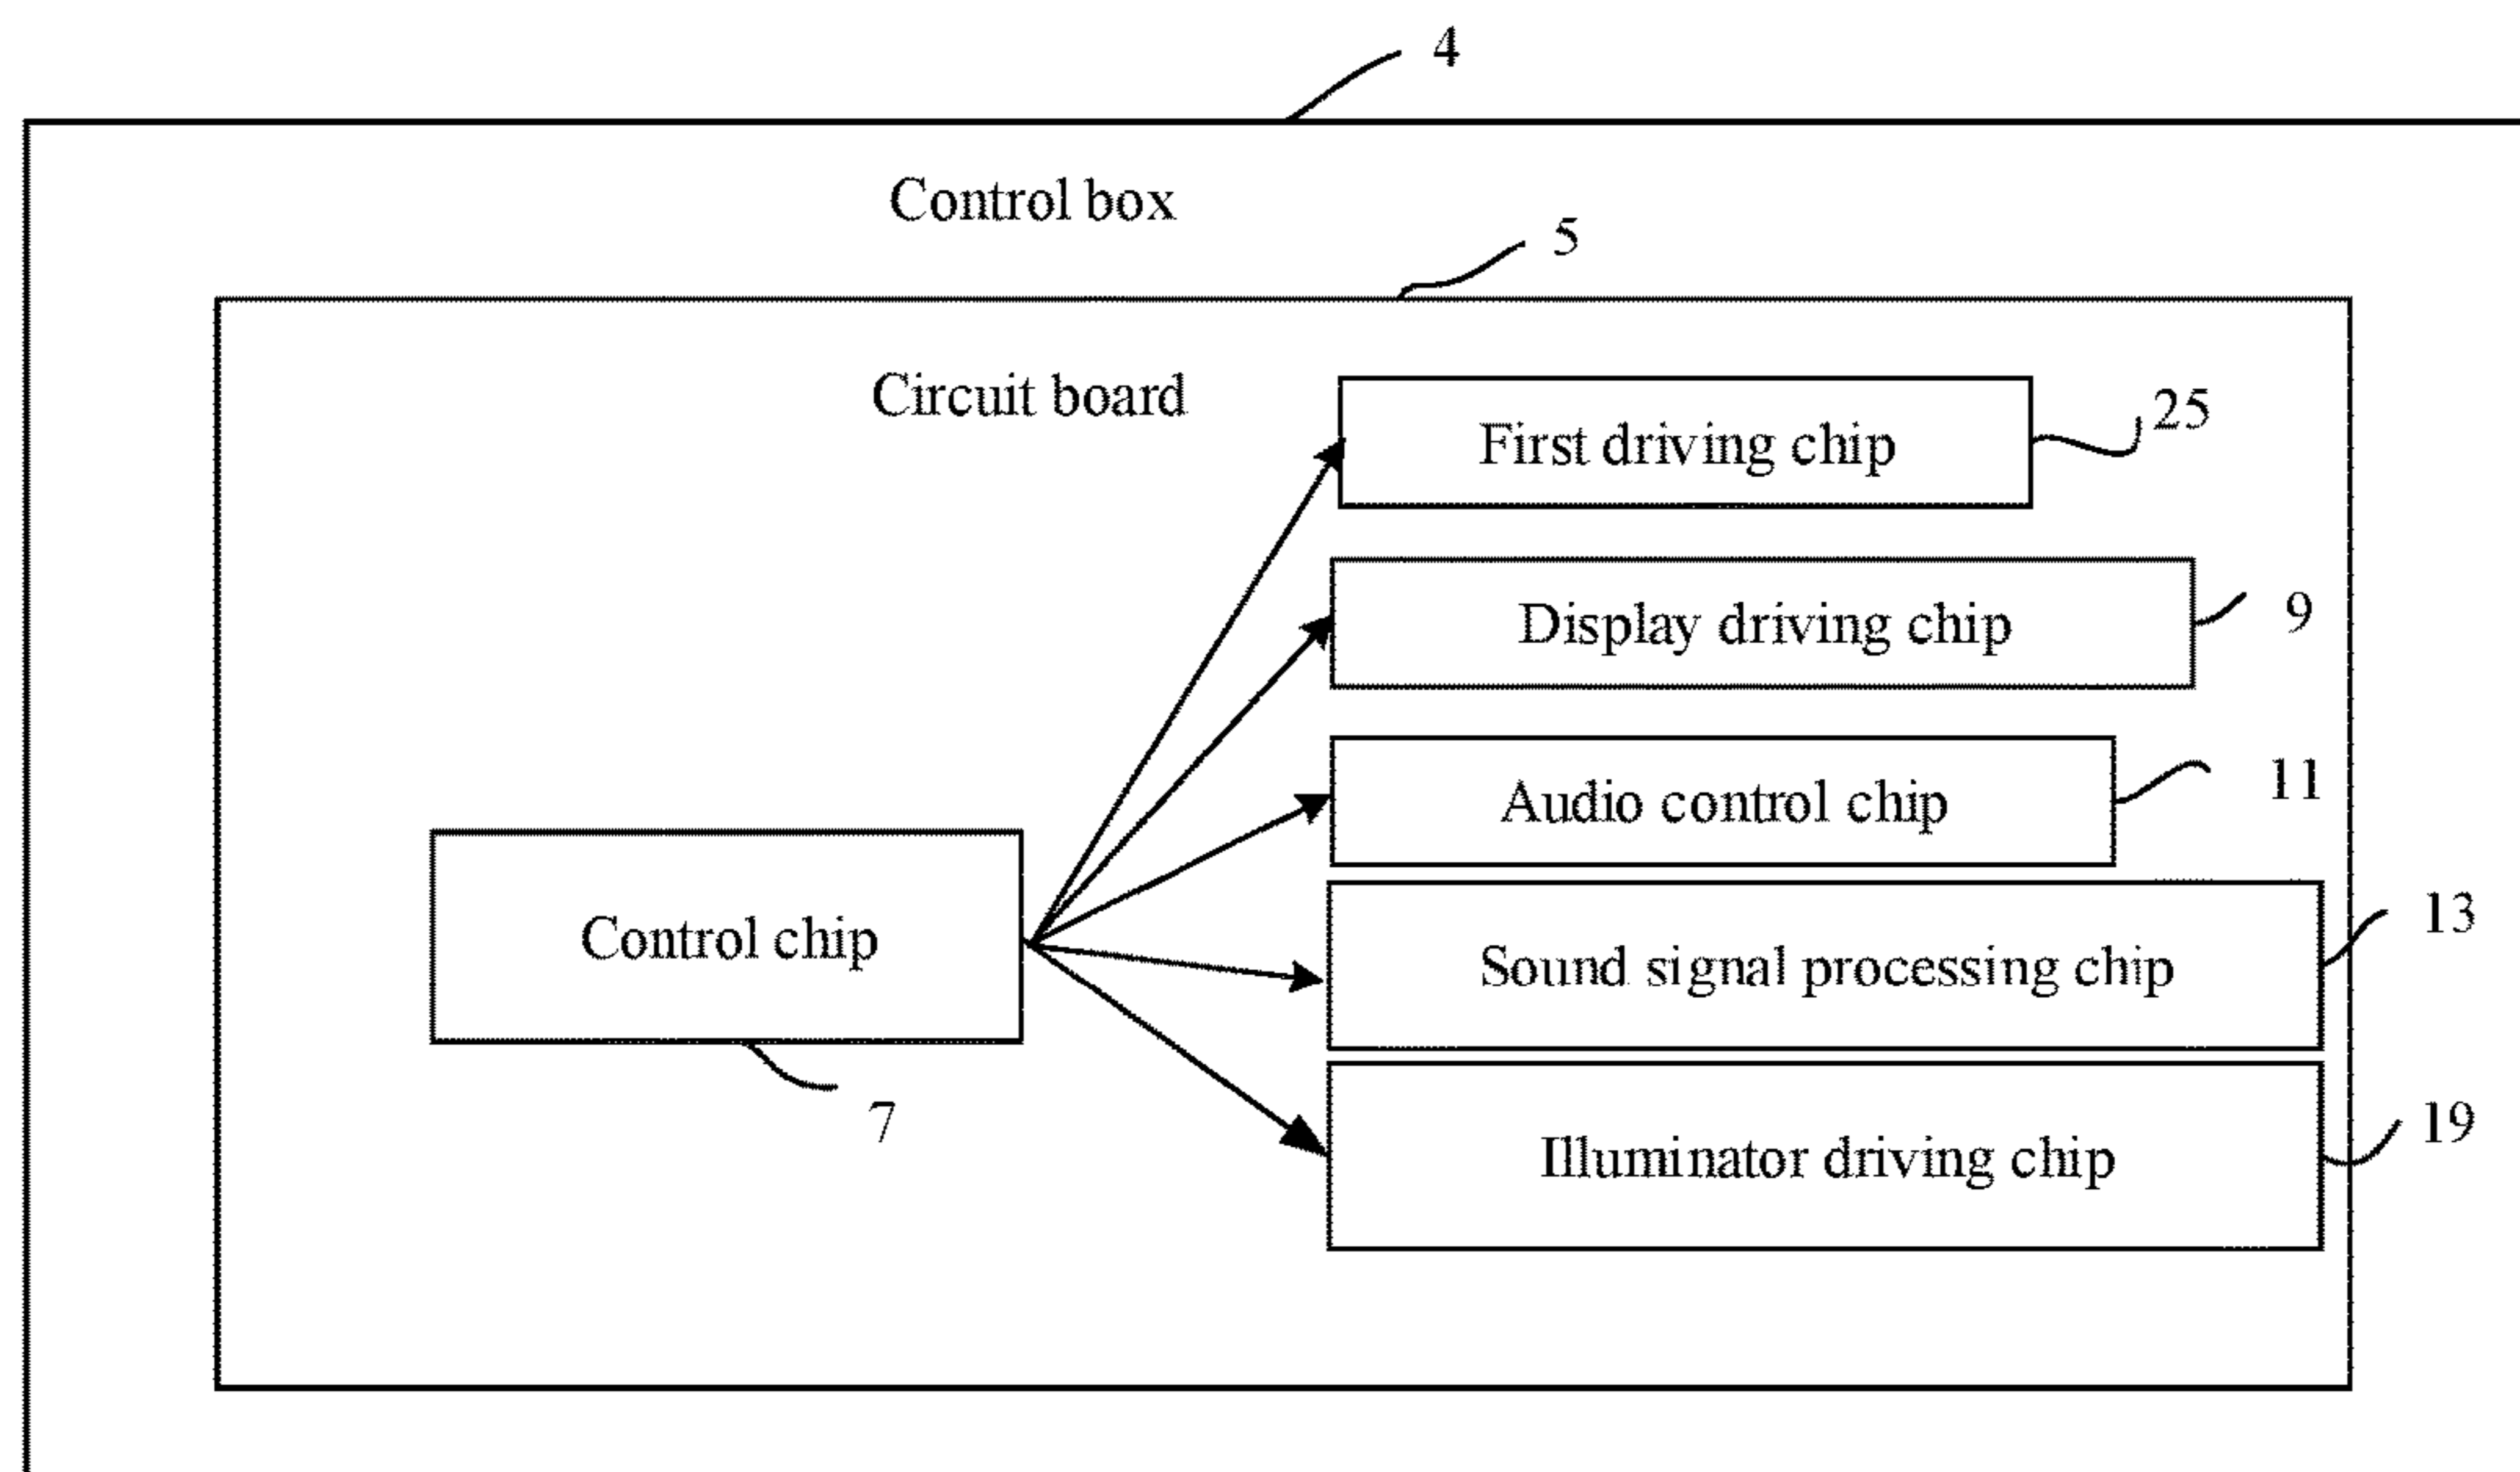 4
Control box
5
Circuit board
First driving chip
25
Display driving chip
9
Audio control chip
11
Control chip
7
Sound signal processing chip
13
Illuminator driving chip
19